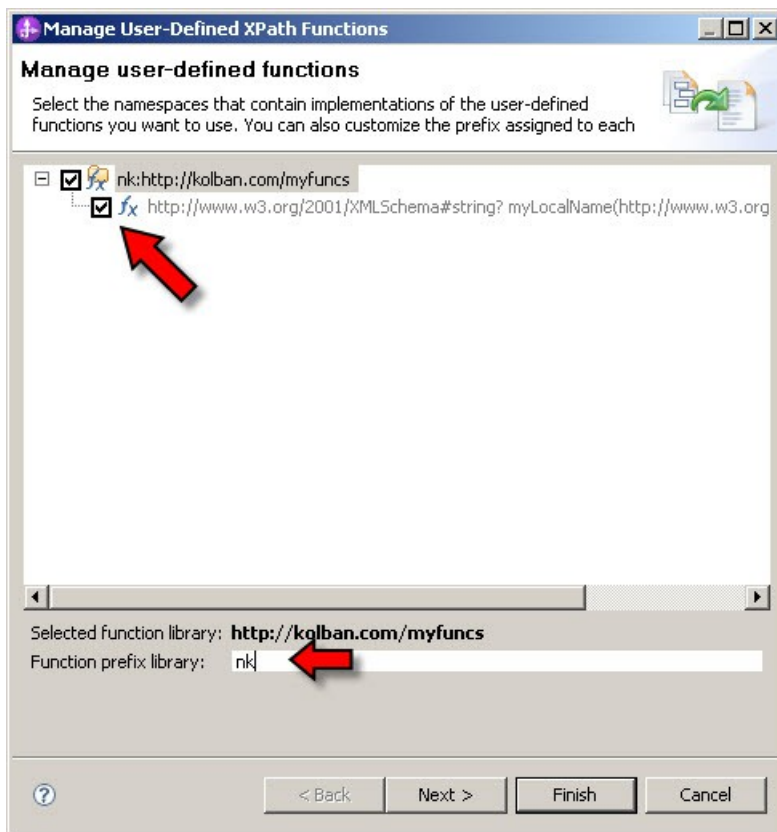 Manage User-Defined XPath Functions
Manage user-defined functions
Select the namespaces that contain implementations of the user-defined
functions you want to use. You can also customize the prefix assigned to each
nk:http://kolban.com/myfuncs
fx http://www.w3.org/2001/XMLSchema#string? myLocalName(http://www.w3.org
Selected function library: http://kolban.com/myfuncs
Function prefix library: nk
< Back Next > Finish Cancel